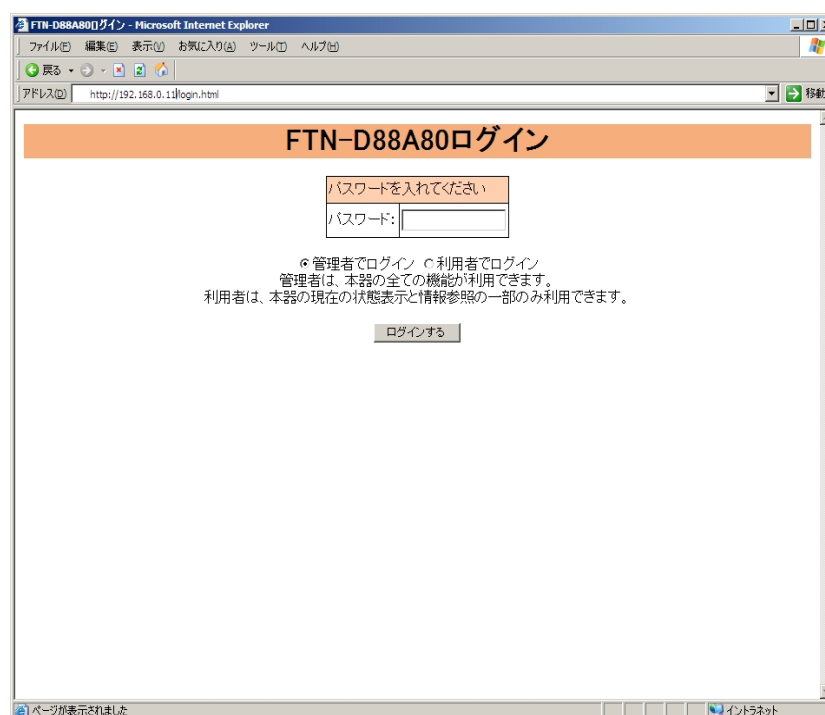 FTN-D88A80ログイン - Microsoft Internet Explorer
ファイル(F) 編集(E) 表示(V) お気に入り(A) ツール(T) ヘルプ(H)
戻る
アドレス(D) http://192.168.0.11/login.html 移動
FTN-D88A80ログイン
パスワードを入れてください
パスワード:
管理者でログイン 利用者でログイン
管理者は、本器の全ての機能が利用できます。
利用者は、本器の現在の状態表示と情報参照の一部のみ利用できます。
ログインする
ページが表示されました イントラネット